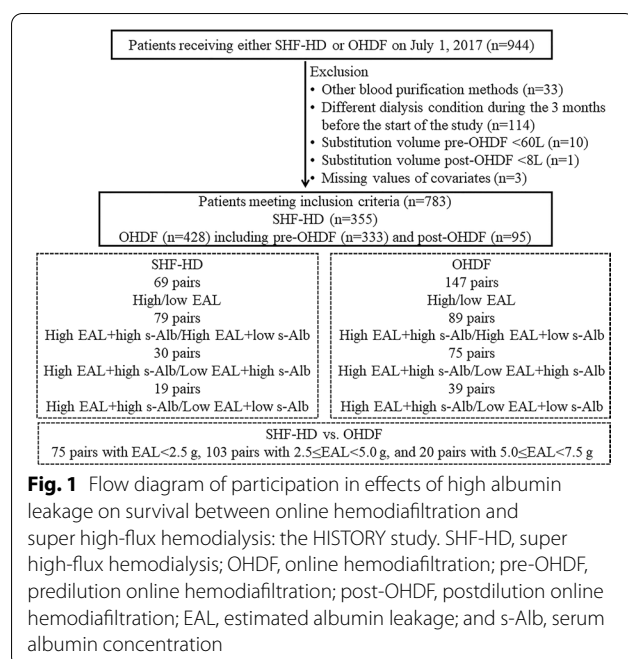 Patients receiving either SHF-HD or OHDF on July 1, 2017 (n=944)
Exclusion
• Other blood purification methods (n=33)
• Different dialysis condition during the 3 months
before the start of the study (n=114)
• Substitution volume pre-OHDF <60L (n=10)
• Substitution volume post-OHDF <8L (n=1)
• Missing values of covariates (n=3)
Patients meeting inclusion criteria (n=783)
SHF-HD (n=355)
OHDF (n=428) including pre-OHDF (n=333) and post-OHDF (n=95)
SHF-HD
69 pairs
High/low EAL
79 pairs
High EAL+high s-Alb/High EAL+low s-Alb
30 pairs
High EAL+high s-Alb/Low EAL+high s-Alb
19 pairs
High EAL+high s-Alb/Low EAL+low s-Alb
OHDF
147 pairs
High/low EAL
89 pairs
High EAL+high s-Alb/High EAL+low s-Alb
75 pairs
High EAL+high s-Alb/Low EAL+high s-Alb
39 pairs
High EAL+high s-Alb/Low EAL+low s-Alb
SHF-HD vs. OHDF
75 pairs with EAL<2.5 g, 103 pairs with 2.5≤EAL<5.0 g, and 20 pairs with 5.0≤EAL<7.5 g
Fig. 1 Flow diagram of participation in effects of high albumin
leakage on survival between online hemodiafiltration and
super high-flux hemodialysis: the HISTORY study. SHF-HD, super
high-flux hemodialysis; OHDF, online hemodiafiltration; pre-OHDF,
predilution online hemodiafiltration; post-OHDF, postdilution online
hemodiafiltration; EAL, estimated albumin leakage; and s-Alb, serum
albumin concentration